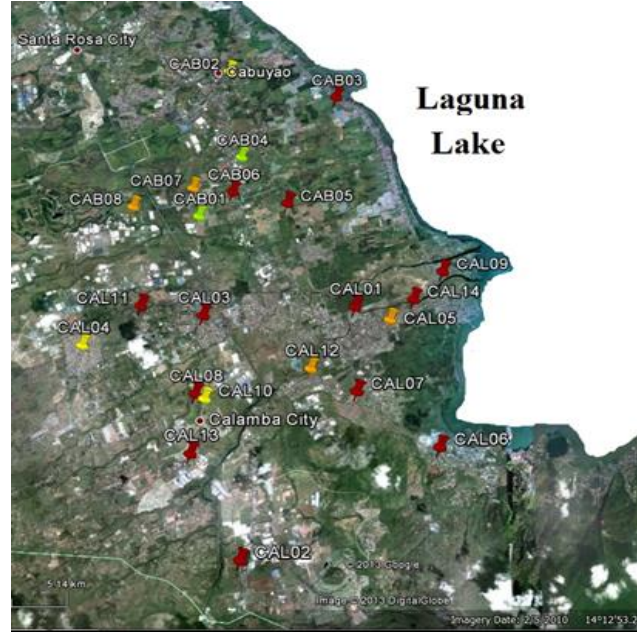 Santa Rosa City
CAB02
Cabuyao
CAB03
Laguna
Lake
CAB04
CAB07
CAB06
CAB08
CAB01
CAB05
CAL09
CAL11
CAL03
CAL01
CAL14
CAL05
CAL04
CAL12
CAL08
CAL10
CAL07
Calamba City
CAL13
CAL06
CAL02
© 2013 Google
5.14 km
Image © 2013 DigitalGlobe
Imagery Date: 2/5/2010 14°12'53.2